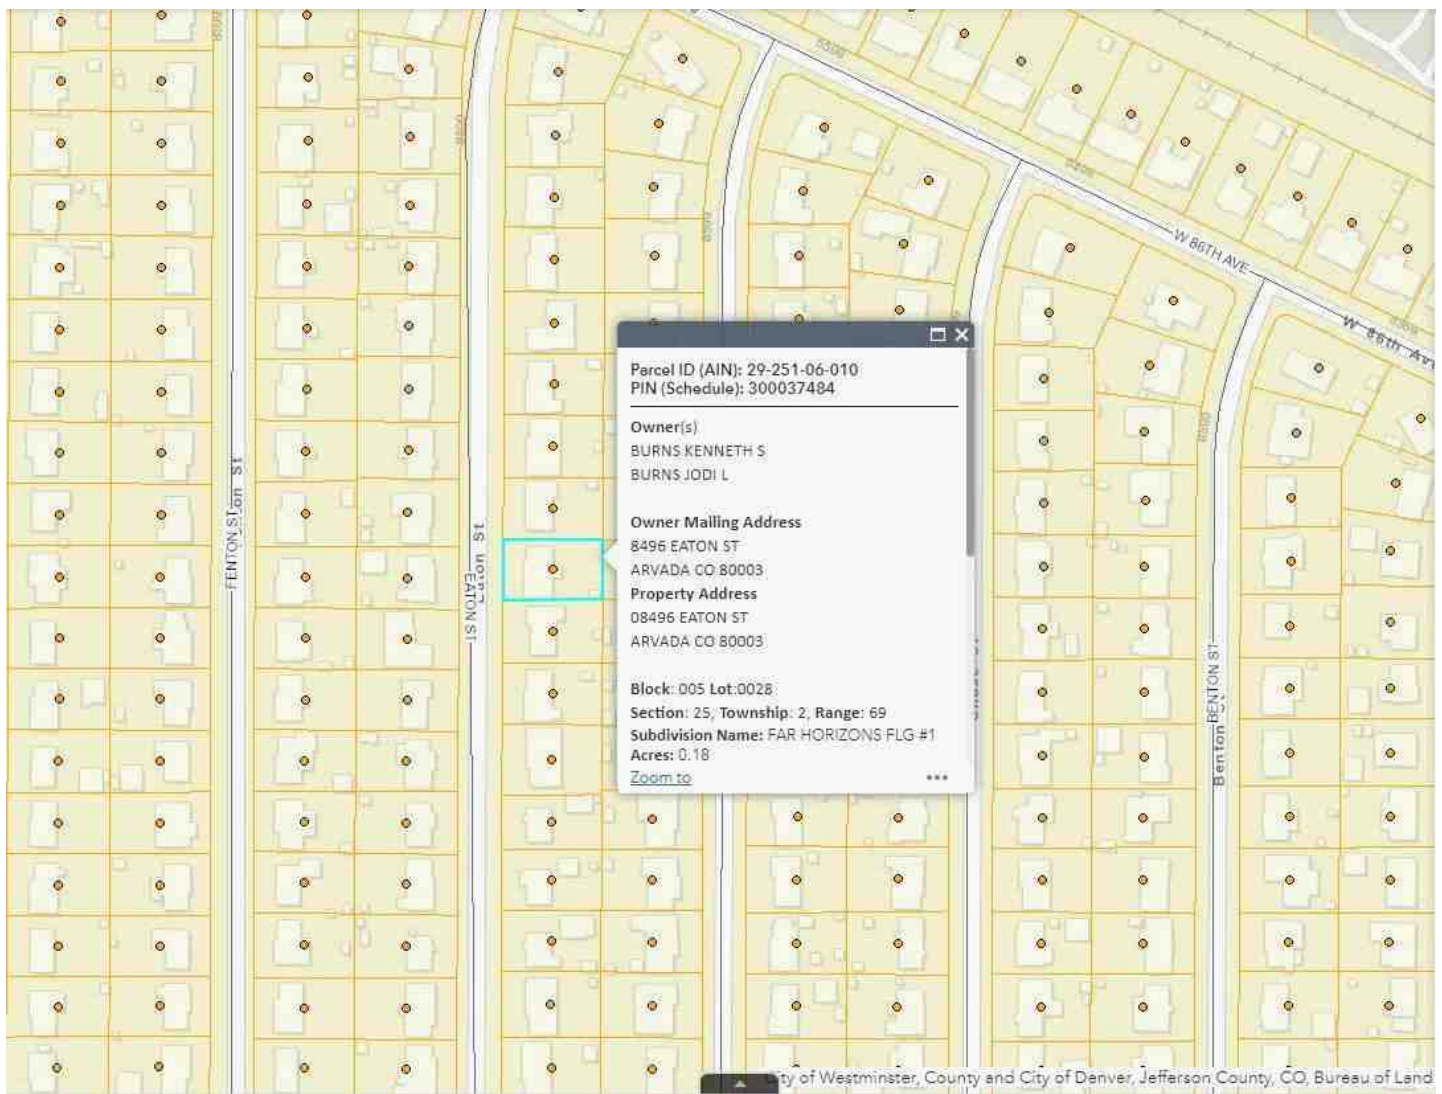 W 86TH AVE
W 86th Av
Parcel ID (AIN): 29-251-06-010
PIN (Schedule): 300037484
Owner(s)
BURNS KENNETH S
BURNS JODI L
Owner Mailing Address
8496 EATON ST
ARVADA CO 80003
Property Address
08496 EATON ST
ARVADA CO 80003
Block: 005 Lot:0028
Section: 25, Township: 2, Range: 69
Subdivision Name: FAR HORIZONS FLG #1
Acres: 0.18
Zoom to
FENTON ST
EATON ST
BENTON ST
Benton
ity of Westminster, County and City of Denver, Jefferson County, CO, Bureau of Land